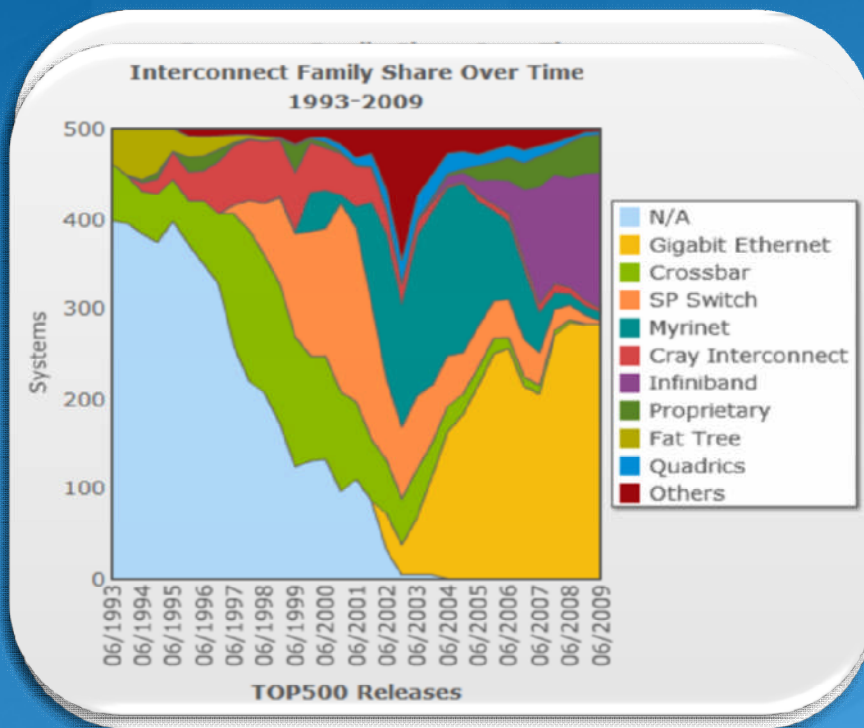 Interconnect Family Share Over Time
1993-2009
500
400
300
200
100
0
Systems
06/1993
06/1994
06/1995
06/1996
06/1997
06/1998
06/1999
06/2000
06/2001
06/2002
06/2003
06/2004
06/2005
06/2006
06/2007
06/2008
06/2009
TOP500 Releases
N/A
Gigabit Ethernet
Crossbar
SP Switch
Myrinet
Cray Interconnect
Infiniband
Proprietary
Fat Tree
Quadrics
Others